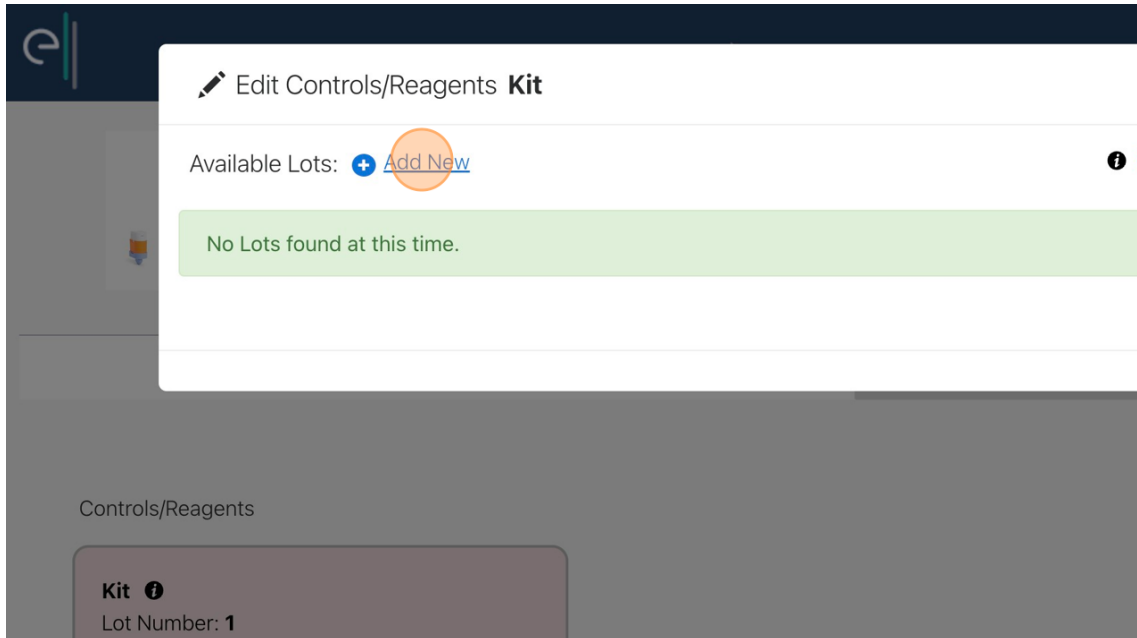 Edit Controls/Reagents Kit
Available Lots: Add New
No Lots found at this time.
Controls/Reagents
Kit
Lot Number: 1